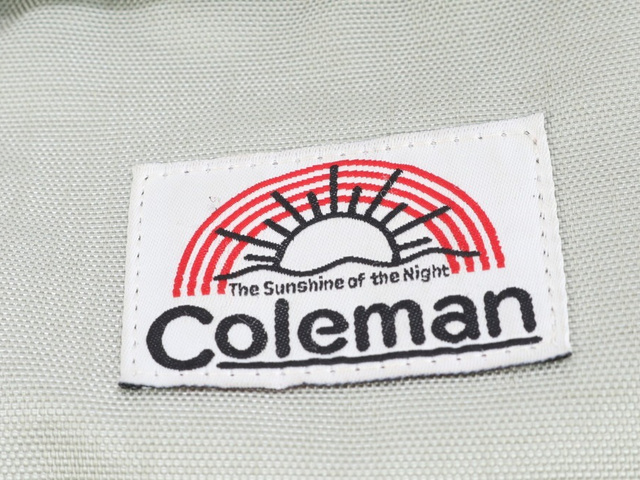 The Sunshine of the Night
Coleman